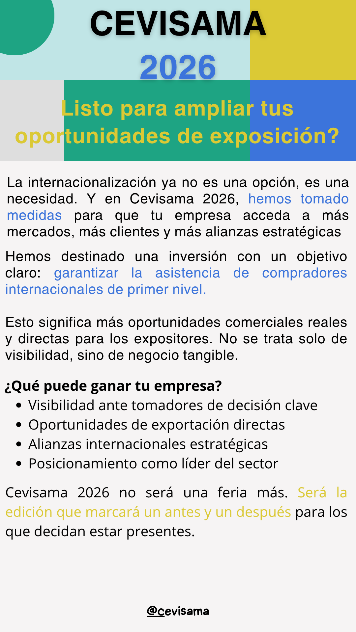 CEVISAMA
2026
Listo para ampliar tus
oportunidades de exposición?
La internacionalización ya no es una opción, es una
necesidad. Y en Cevisama 2026, hemos tomado
medidas para que tu empresa acceda a más
mercados, más clientes y más alianzas estratégicas
Hemos destinado una inversión con un objetivo
claro: garantizar la asistencia de compradores
internacionales de primer nivel.
Esto significa más oportunidades comerciales reales
y directas para los expositores. No se trata solo de
visibilidad, sino de negocio tangible.
¿Qué puede ganar tu empresa?
• Visibilidad ante tomadores de decisión clave
• Oportunidades de exportación directas
• Alianzas internacionales estratégicas
• Posicionamiento como líder del sector
Cevisama 2026 no será una feria más. Será la
edición que marcará un antes y un después para los
que decidan estar presentes.
@cevisama